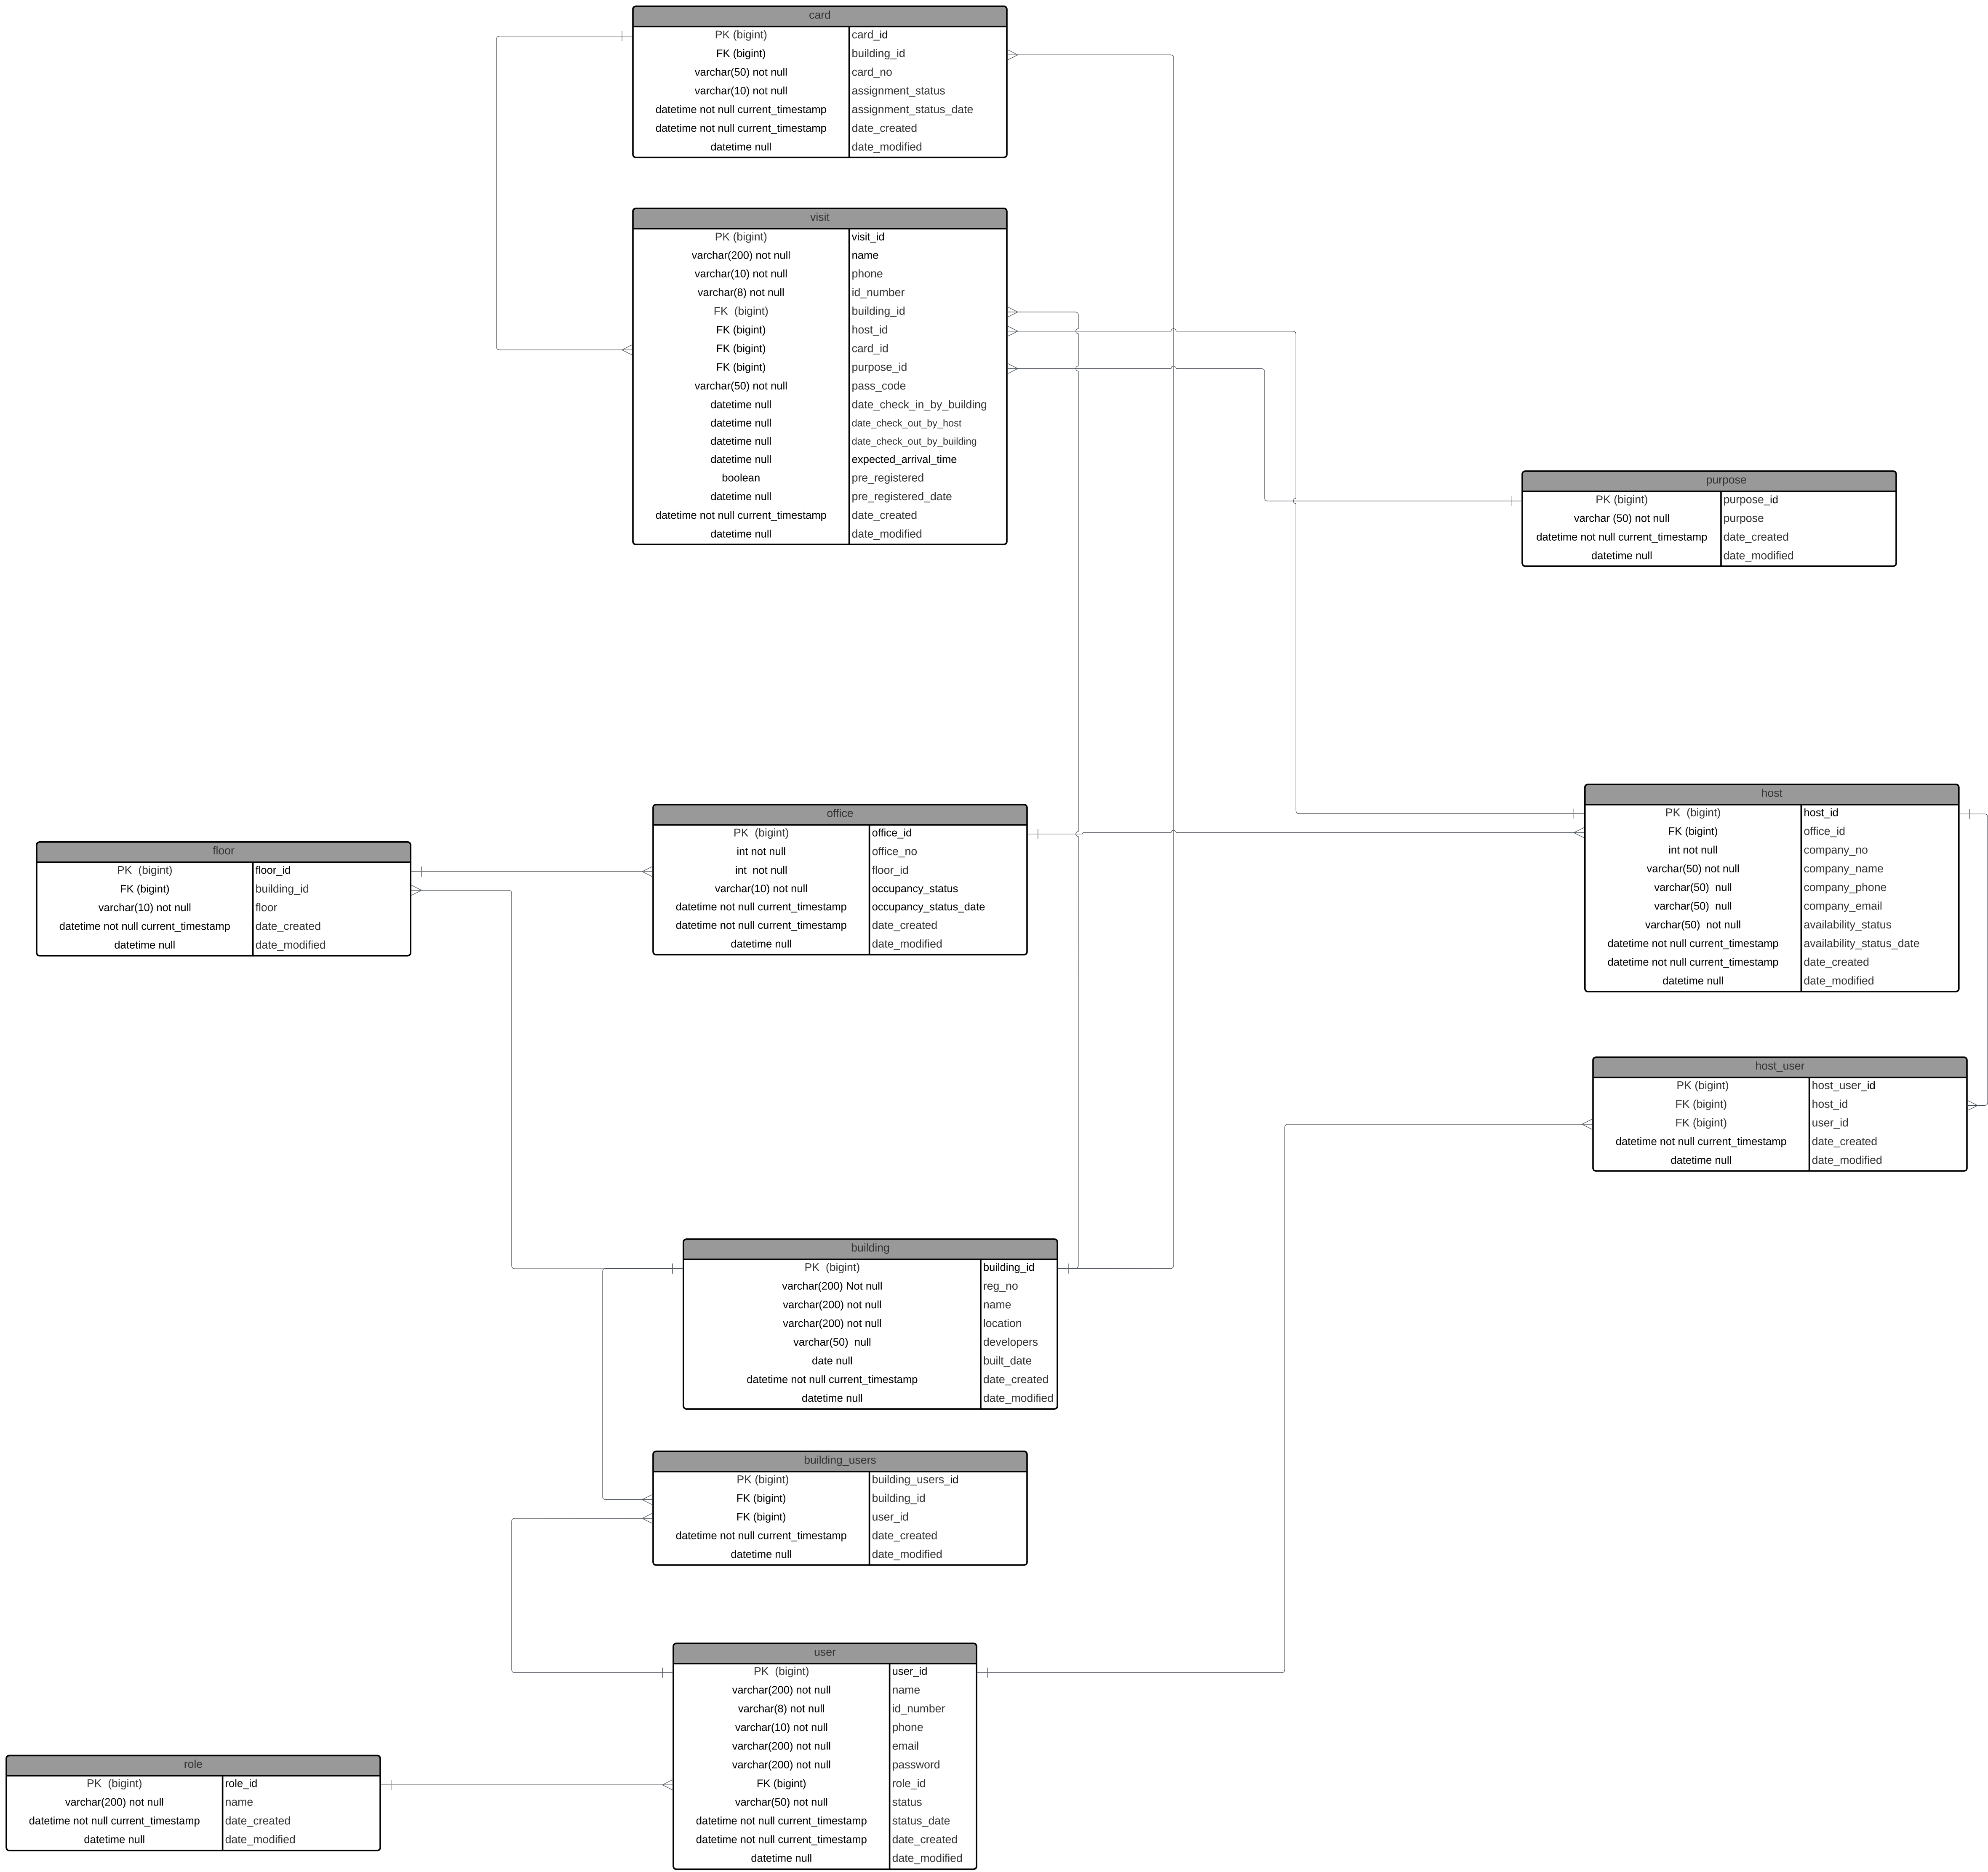 card
PK (bigint) card_id
FK (bigint) building_id
varchar(50) not null card_no
varchar(10) not null assignment_status
datetime not null current_timestamp assignment_status_date
datetime not null current_timestamp date_created
datetime null date_modified
visit
PK (bigint) visit_id
varchar(200) not null name
varchar(10) not null phone
varchar(8) not null id_number
FK (bigint) building_id
FK (bigint) host_id
FK (bigint) card_id
FK (bigint) purpose_id
varchar(50) not null pass_code
datetime null date_check_in_by_building
datetime null date_check_out_by_host
datetime null date_check_out_by_building
datetime null expected_arrival_time
boolean pre_registered
datetime null pre_registered_date
datetime not null current_timestamp date_created
datetime null date_modified
purpose
PK (bigint) purpose_id
varchar (50) not null purpose
datetime not null current_timestamp date_created
datetime null date_modified
host
PK (bigint) host_id
FK (bigint) office_id
int not null company_no
varchar(50) not null company_name
varchar(50) null company_phone
varchar(50) null company_email
varchar(50) not null availability_status
datetime not null current_timestamp availability_status_date
datetime not null current_timestamp date_created
datetime null date_modified
office
PK (bigint) office_id
int not null office_no
int not null floor_id
varchar(10) not null occupancy_status
datetime not null current_timestamp occupancy_status_date
datetime not null current_timestamp date_created
datetime null date_modified
floor
PK (bigint) floor_id
FK (bigint) building_id
varchar(10) not null floor
datetime not null current_timestamp date_created
datetime null date_modified
host_user
PK (bigint) host_user_id
FK (bigint) host_id
FK (bigint) user_id
datetime not null current_timestamp date_created
datetime null date_modified
building
PK (bigint) building_id
varchar(200) Not null reg_no
varchar(200) not null name
varchar(200) not null location
varchar(50) null developers
date null built_date
datetime not null current_timestamp date_created
datetime null date_modified
building_users
PK (bigint) building_users_id
FK (bigint) building_id
FK (bigint) user_id
datetime not null current_timestamp date_created
datetime null date_modified
user
PK (bigint) user_id
varchar(200) not null name
varchar(8) not null id_number
varchar(10) not null phone
varchar(200) not null email
varchar(200) not null password
FK (bigint) role_id
varchar(50) not null status
datetime not null current_timestamp status_date
datetime not null current_timestamp date_created
datetime null date_modified
role
PK (bigint) role_id
varchar(200) not null name
datetime not null current_timestamp date_created
datetime null date_modified